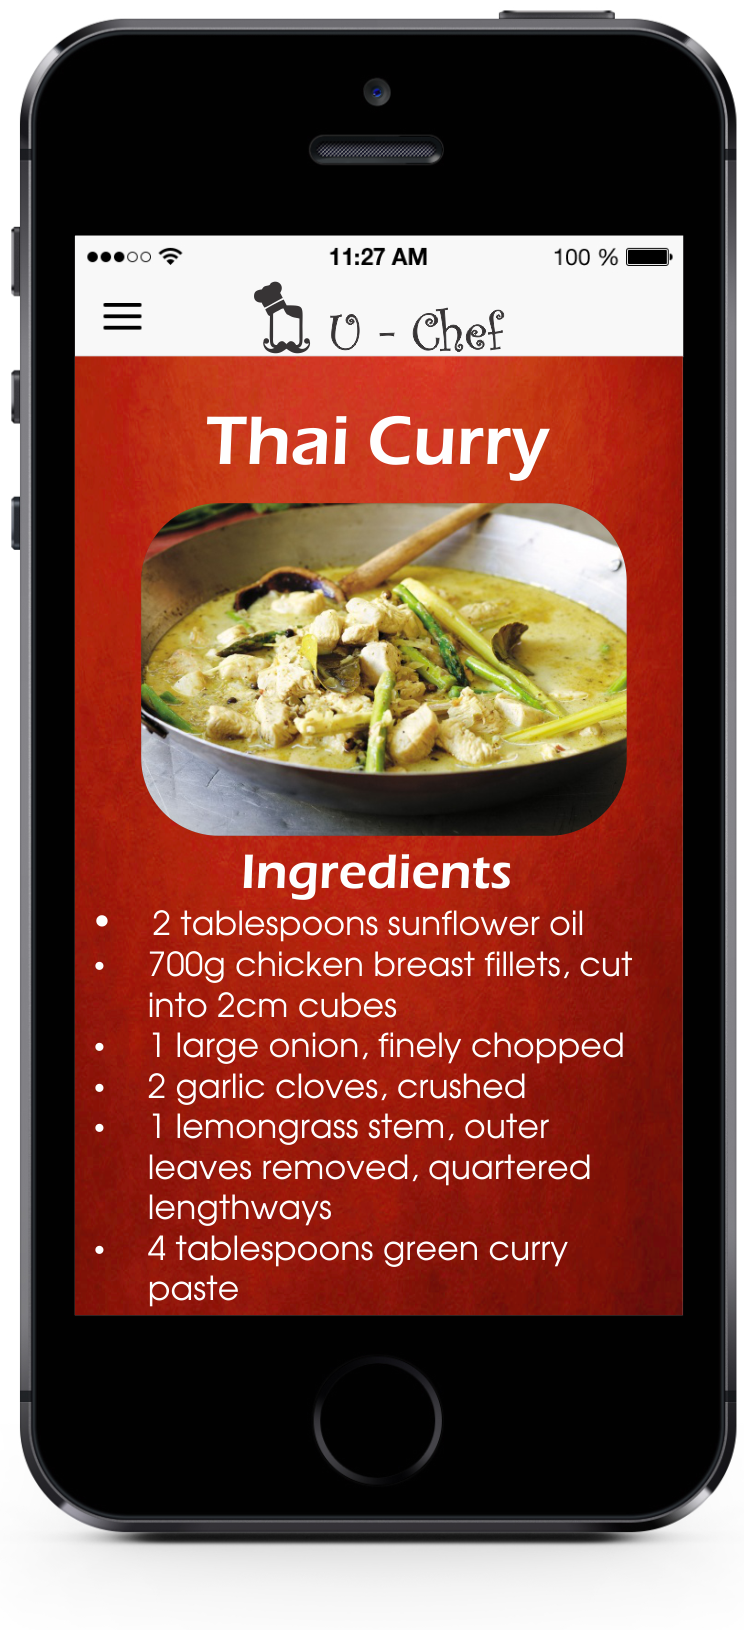 11:27 AM
100 %
U - Chef
Thai Curry
Ingredients
• 2 tablespoons sunflower oil
• 700g chicken breast fillets, cut
into 2cm cubes
• 1 large onion, finely chopped
• 2 garlic cloves, crushed
• 1 lemongrass stem, outer
leaves removed, quartered
lengthways
• 4 tablespoons green curry
paste